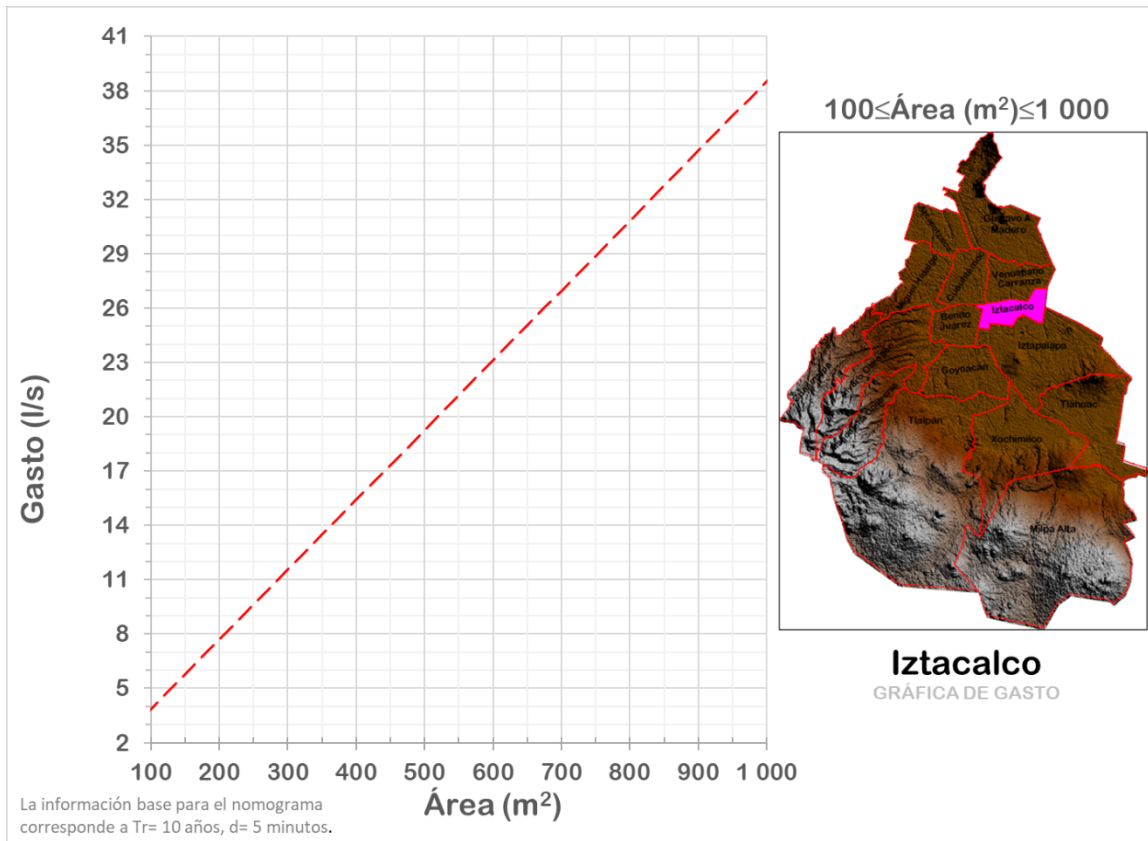 41
38
35
32
29
26
23
20
17
14
11
8
5
2
Gasto (l/s)
100 200 300 400 500 600 700 800 900 1 000
Área (m²)
La información base para el nomograma
corresponde a Tr= 10 años, d= 5 minutos.
100≤Área (m²)≤1 000
Gustavo A.
Madero
Miguel Hidalgo
Cuauhtémoc
Venustiano
Carranza
Iztacalco
Benito
Juárez
Iztapalapa
Coyoacán
Tláhuac
Tlalpan
Xochimilco
Milpa Alta
Iztacalco
GRÁFICA DE GASTO